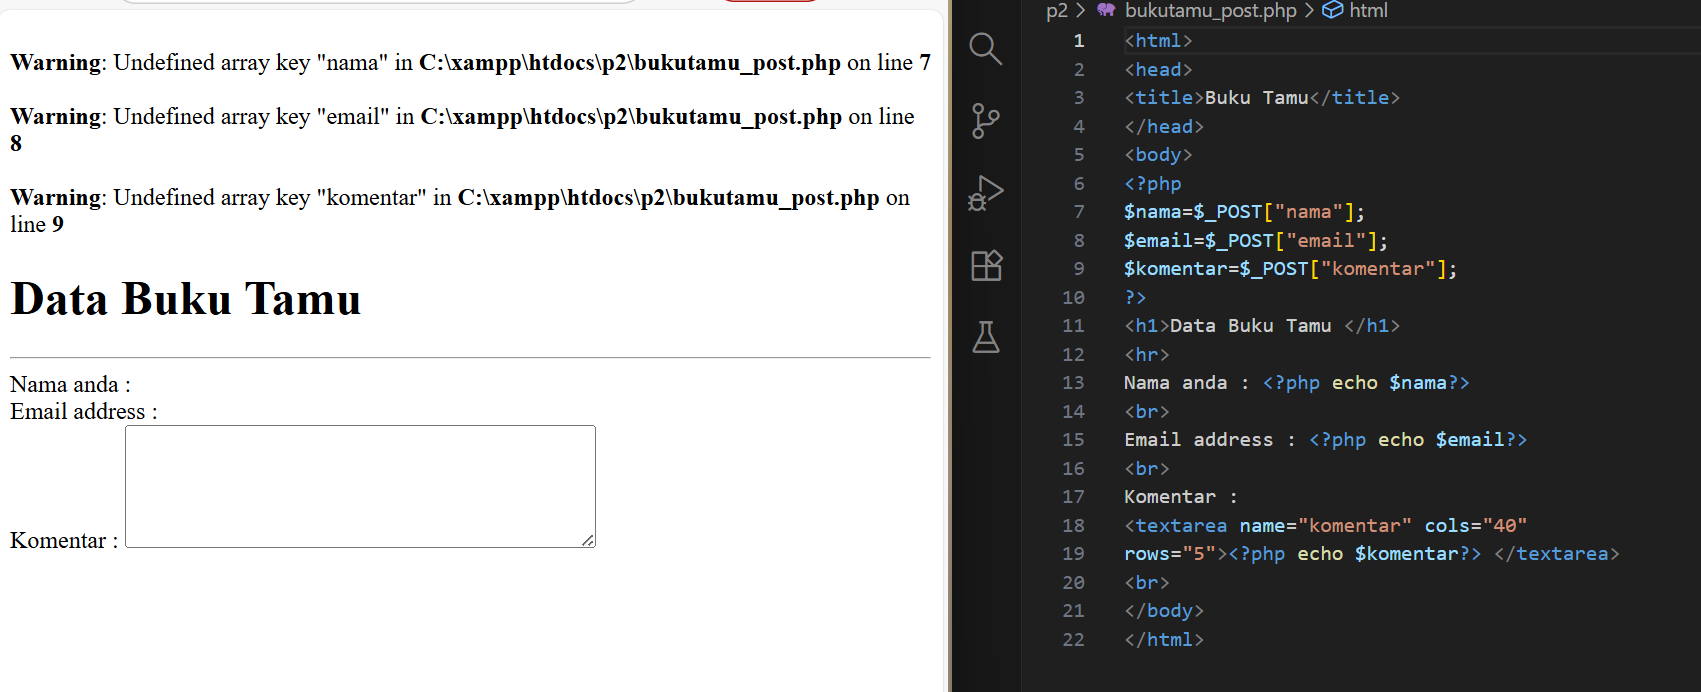 Warning: Undefined array key "nama" in C:\xampp\htdocs\p2\bukutamu_post.php on line 7
Warning: Undefined array key "email" in C:\xampp\htdocs\p2\bukutamu_post.php on line
8
Warning: Undefined array key "komentar" in C:\xampp\htdocs\p2\bukutamu_post.php on
line 9
Data Buku Tamu
Nama anda :
Email address :
Komentar :
p2 > bukutamu_post.php > html
1 <html>
2 <head>
3 <title>Buku Tamu</title>
4 </head>
5 <body>
6 <?php
7 $nama=$_POST["nama"];
8 $email=$_POST["email"];
9 $komentar=$_POST["komentar"];
10 ?>
11 <h1>Data Buku Tamu </h1>
12 <hr>
13 Nama anda : <?php echo $nama?>
14 <br>
15 Email address : <?php echo $email?>
16 <br>
17 Komentar :
18 <textarea name="komentar" cols="40"
19 rows="5"><?php echo $komentar?> </textarea>
20 <br>
21 </body>
22 </html>